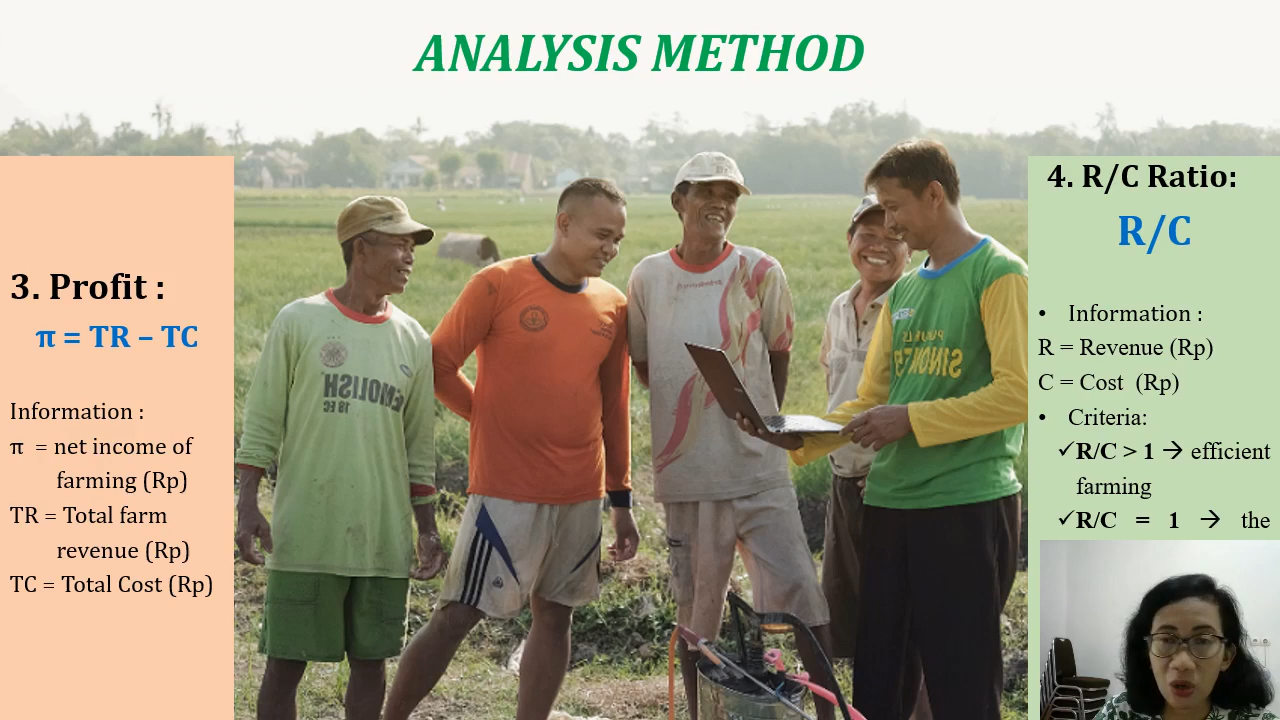 ANALYSIS METHOD
3. Profit :
π = TR – TC
Information :
π = net income of
farming (Rp)
TR = Total farm
revenue (Rp)
TC = Total Cost (Rp)
4. R/C Ratio:
R/C
• Information :
R = Revenue (Rp)
C = Cost (Rp)
• Criteria:
✓R/C > 1 → efficient
farming
✓R/C = 1 → the